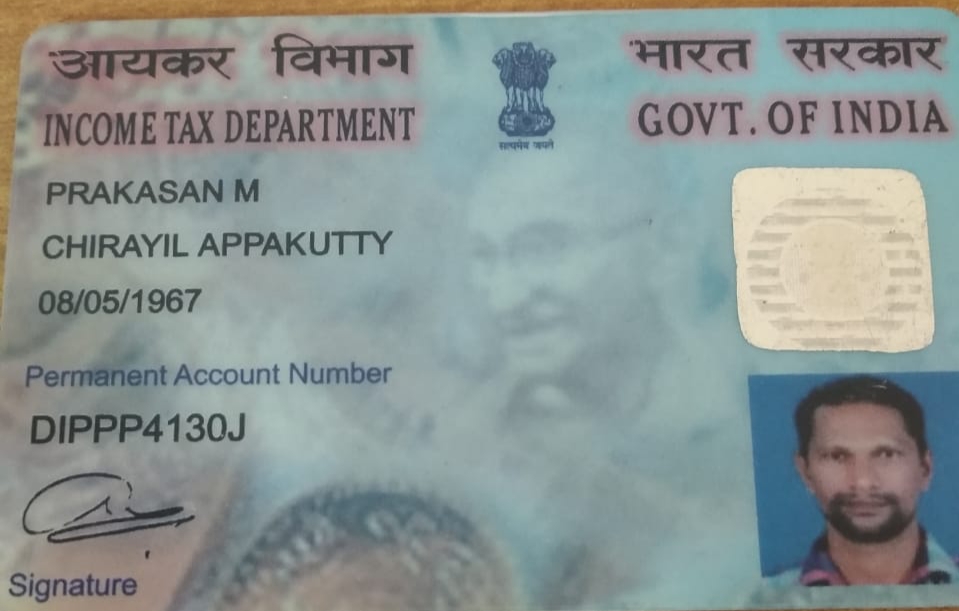 आयकर विभाग
INCOME TAX DEPARTMENT
सत्यमेव जयते
भारत सरकार
GOVT. OF INDIA
PRAKASAN M
CHIRAYIL APPAKUTTY
08/05/1967
Permanent Account Number
DIPPP4130J
Signature